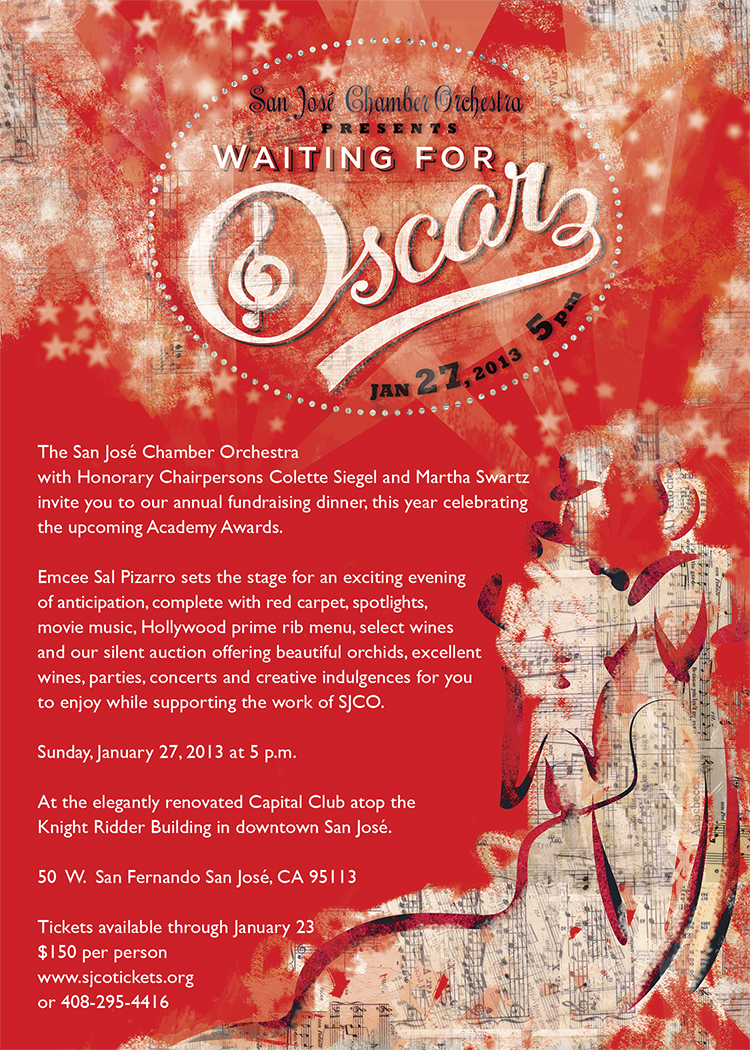 San José Chamber Orchestra
PRESENTS
WAITING FOR
Oscar
JAN 27, 2013 5pm
The San José Chamber Orchestra
with Honorary Chairpersons Colette Siegel and Martha Swartz
invite you to our annual fundraising dinner, this year celebrating
the upcoming Academy Awards.
Emcee Sal Pizarro sets the stage for an exciting evening
of anticipation, complete with red carpet, spotlights,
movie music, Hollywood prime rib menu, select wines
and our silent auction offering beautiful orchids, excellent
wines, parties, concerts and creative indulgences for you
to enjoy while supporting the work of SJCO.
Sunday, January 27, 2013 at 5 p.m.
At the elegantly renovated Capital Club atop the
Knight Ridder Building in downtown San José.
50 W. San Fernando San José, CA 95113
Tickets available through January 23
$150 per person
www.sjcotickets.org
or 408-295-4416